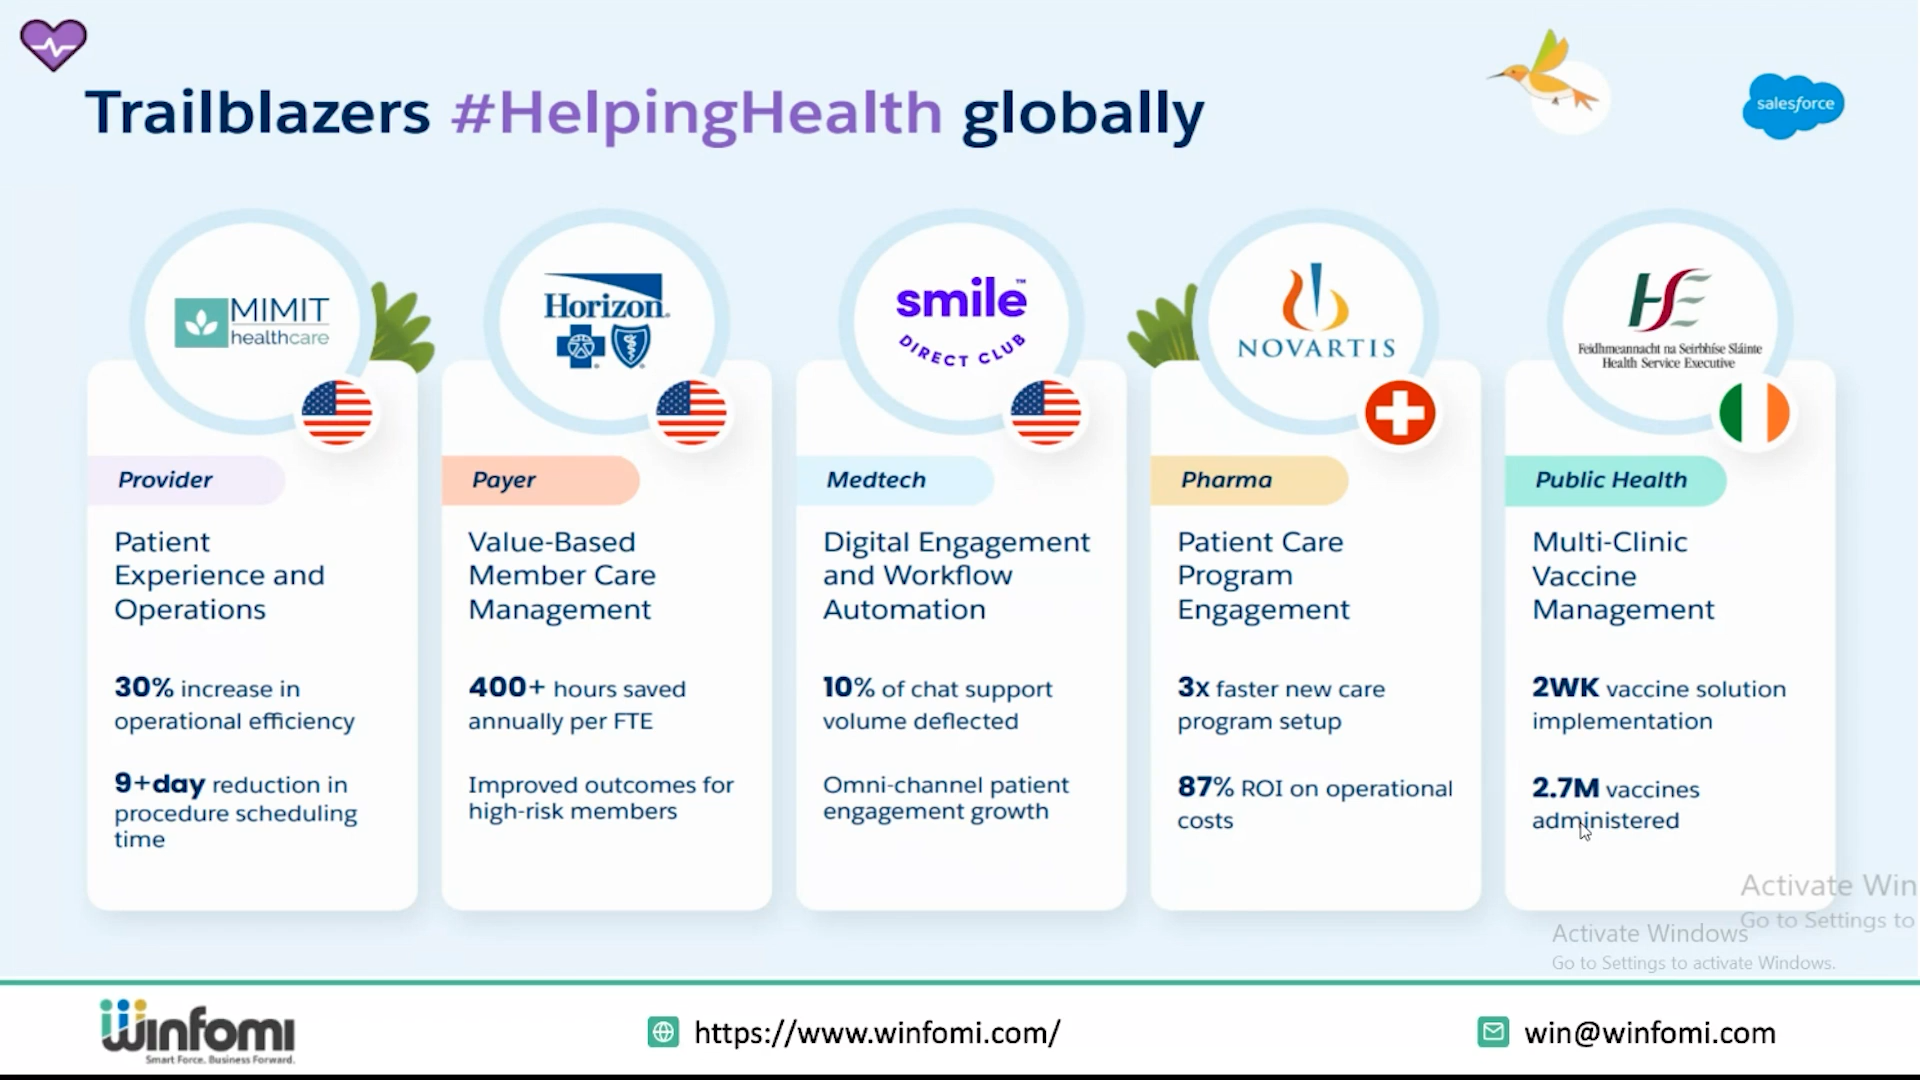 Trailblazers #HelpingHealth globally
salesforce
MIMIT
healthcare
Provider
Patient
Experience and
Operations
30% increase in
operational efficiency
9+day reduction in
procedure scheduling
time
Horizon
Payer
Value-Based
Member Care
Management
400+ hours saved
annually per FTE
Improved outcomes for
high-risk members
smile™
DIRECT CLUB
Medtech
Digital Engagement
and Workflow
Automation
10% of chat support
volume deflected
Omni-channel patient
engagement growth
NOVARTIS
Pharma
Patient Care
Program
Engagement
3x faster new care
program setup
87% ROI on operational
costs
HSE
Feidhmeannacht na Seirbhíse Sláinte
Health Service Executive
Public Health
Multi-Clinic
Vaccine
Management
2WK vaccine solution
implementation
2.7M vaccines
administered
Activate Win
Go to Settings to
Activate Windows
Go to Settings to activate Windows.
winfomi
Smart Force. Business Forward.
https://www.winfomi.com/
win@winfomi.com